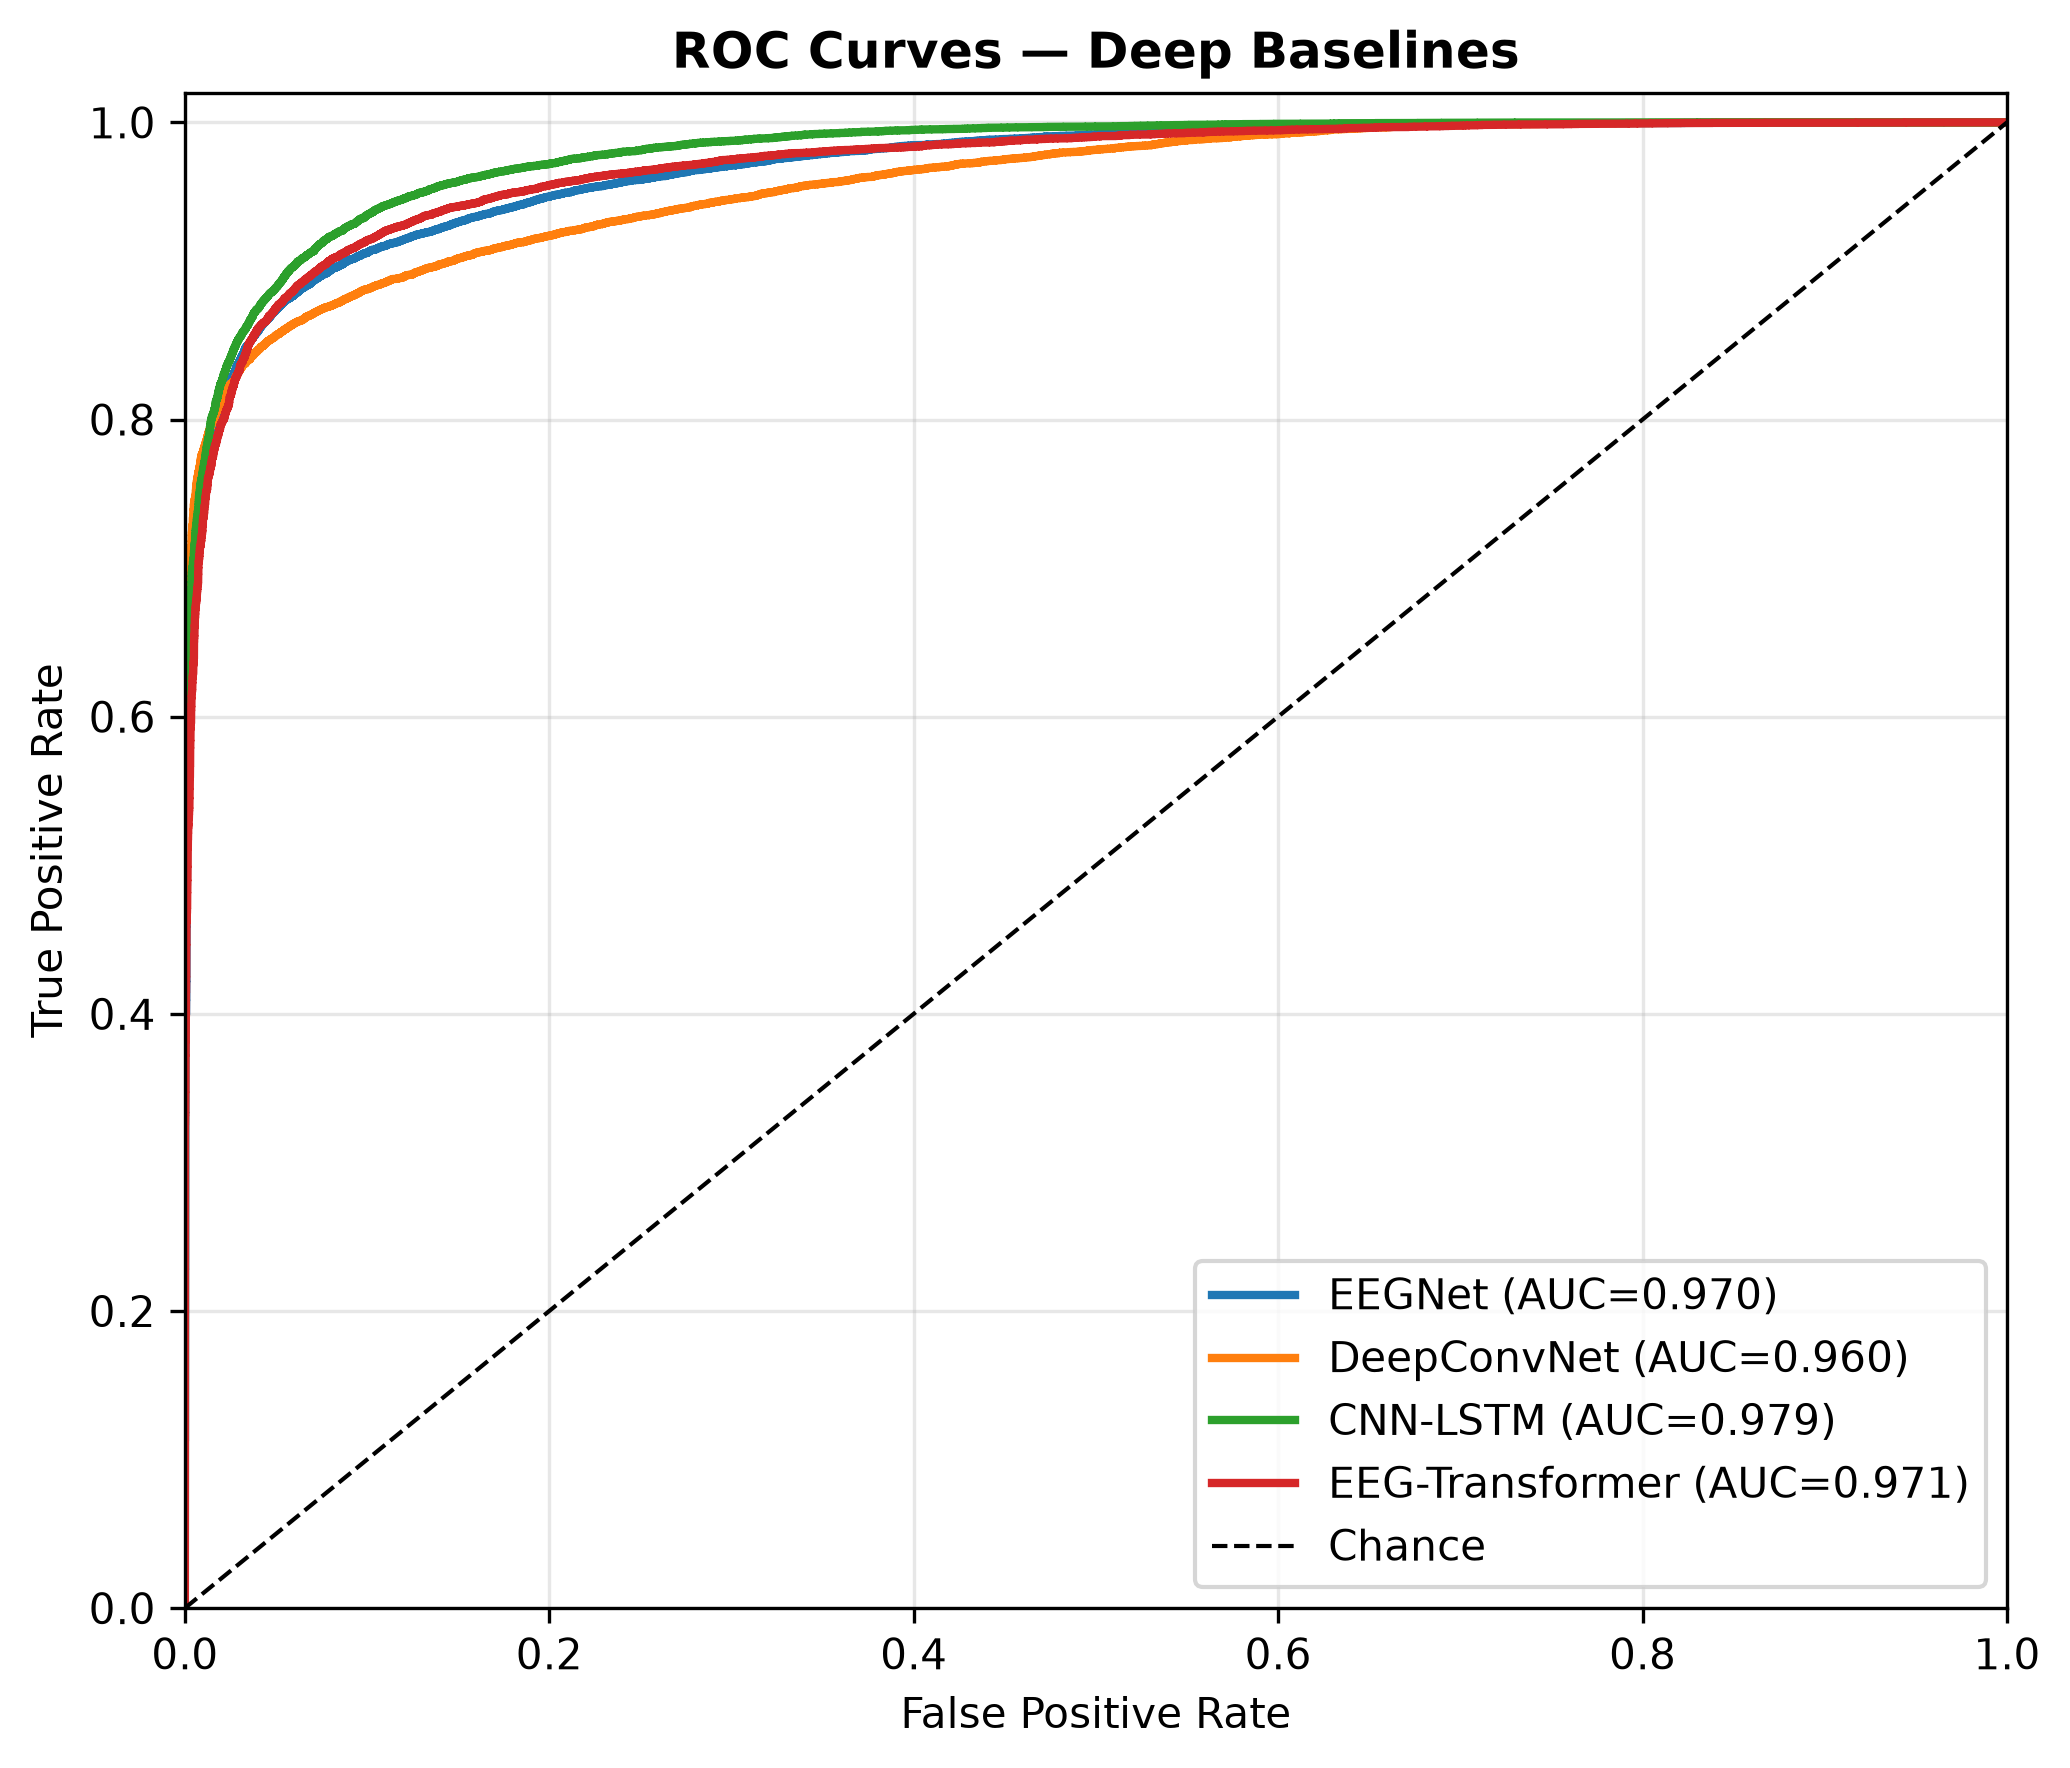 ROC Curves — Deep Baselines
1.0
0.8
0.6
0.4
0.2
0.0
True Positive Rate
0.0 0.2 0.4 0.6 0.8 1.0
False Positive Rate
EEGNet (AUC=0.970)
DeepConvNet (AUC=0.960)
CNN-LSTM (AUC=0.979)
EEG-Transformer (AUC=0.971)
Chance